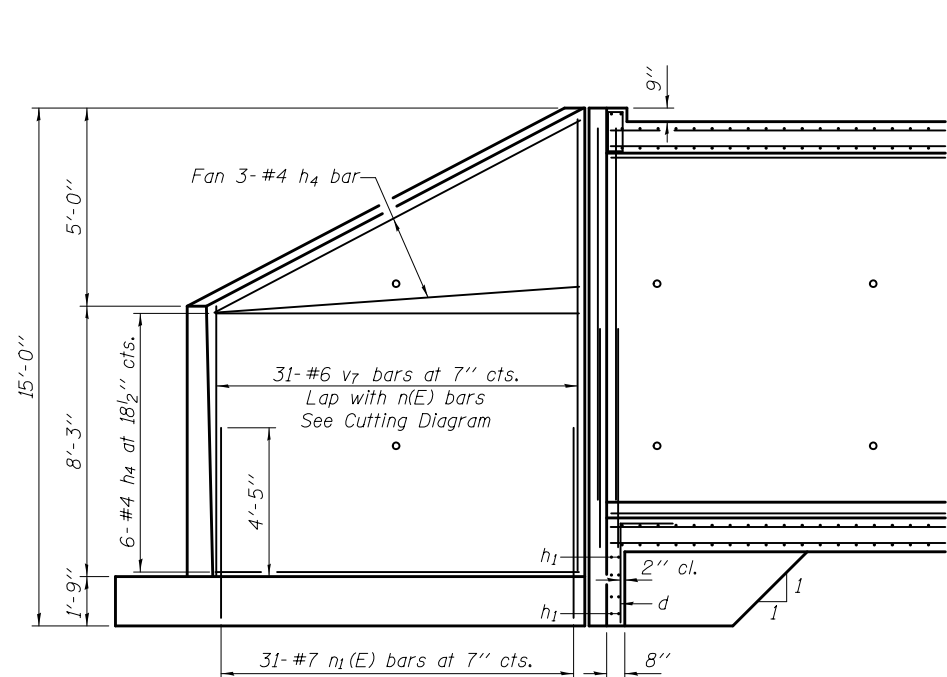 9"
Fan 3-#4 h4 bar
5'-0"
15'-0"
8'-3"
1'-9"
6-#4 h4 at 18½" cts.
31-#6 v7 bars at 7" cts.
Lap with n(E) bars
See Cutting Diagram
4'-5"
h1
2" cl.
h1
d
1
1
31-#7 n1(E) bars at 7" cts.
8"